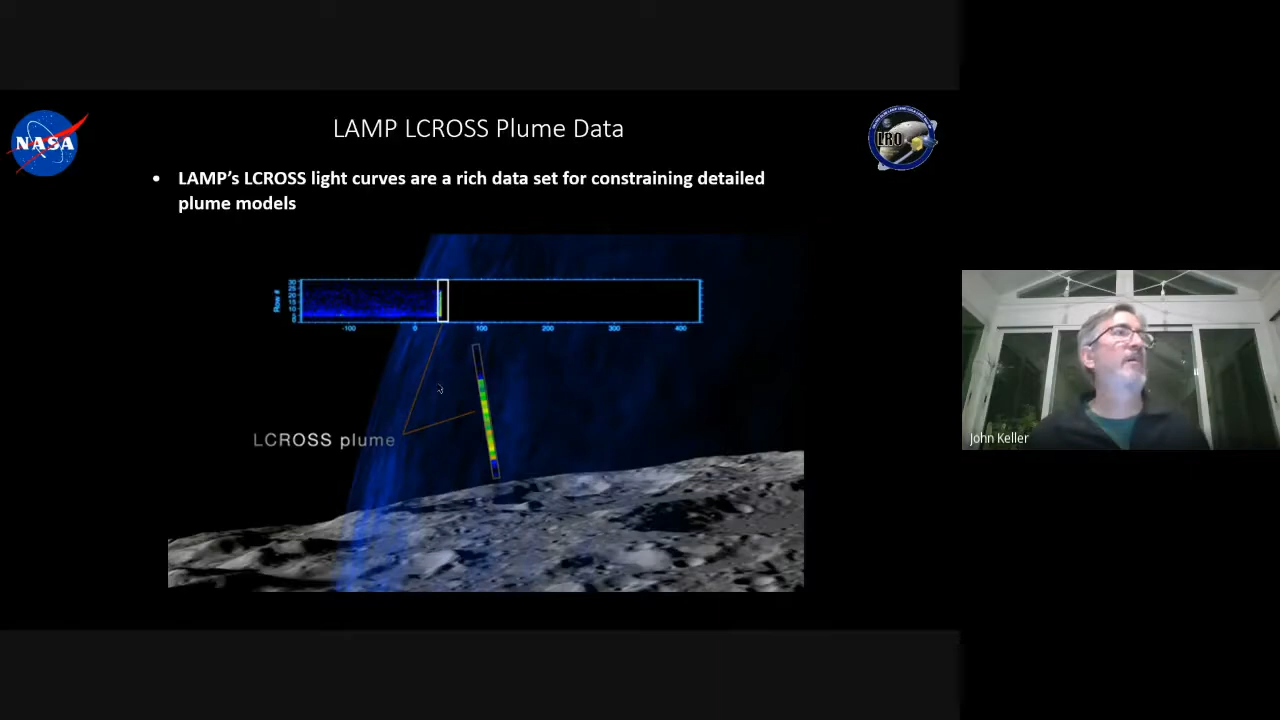 LAMP LCROSS Plume Data
NASA
LRO
• LAMP's LCROSS light curves are a rich data set for constraining detailed
plume models
Row #
-100 0 100 200 300 400
LCROSS plume
John Keller